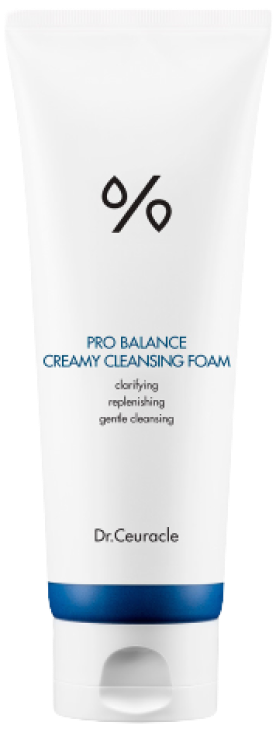 PRO BALANCE
CREAMY CLEANSING FOAM
clarifying
replenishing
gentle cleansing
Dr.Ceuracle